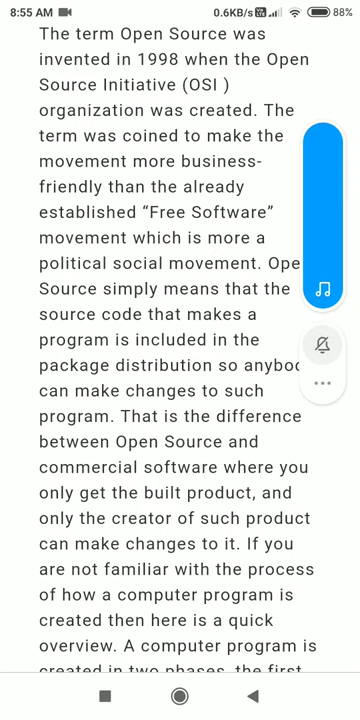 8:55 AM
0.6KB/s
88%
The term Open Source was
invented in 1998 when the Open
Source Initiative (OSI )
organization was created. The
term was coined to make the
movement more business-
friendly than the already
established “Free Software”
movement which is more a
political social movement. Ope
Source simply means that the
source code that makes a
program is included in the
package distribution so anyboc
can make changes to such
program. That is the difference
between Open Source and
commercial software where you
only get the built product, and
only the creator of such product
can make changes to it. If you
are not familiar with the process
of how a computer program is
created then here is a quick
overview. A computer program is
created in two phases, the first